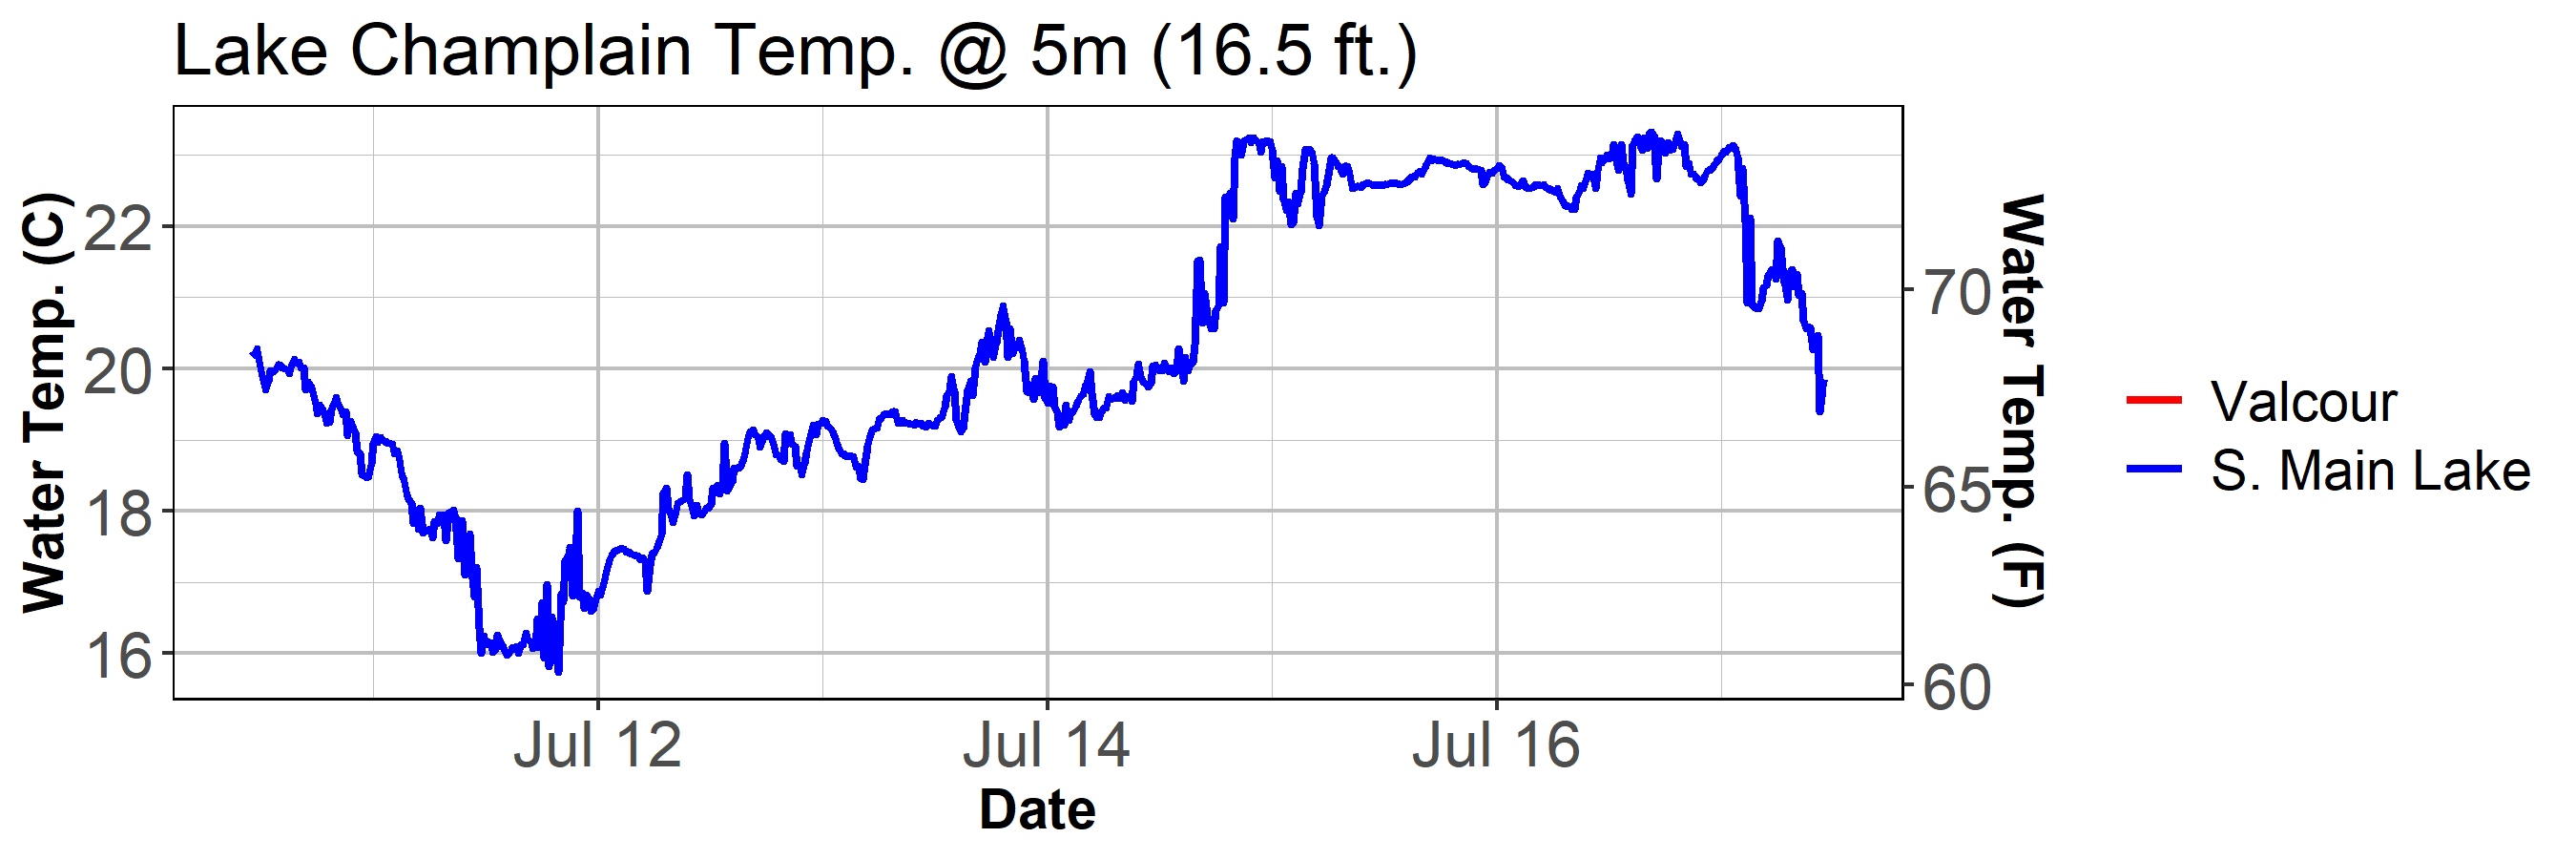 Lake Champlain Temp. @ 5m (16.5 ft.)
Water Temp. (C)
22
20
18
16
70
65
60
Water Temp. (F)
Jul 12
Jul 14
Jul 16
Date
Valcour
S. Main Lake